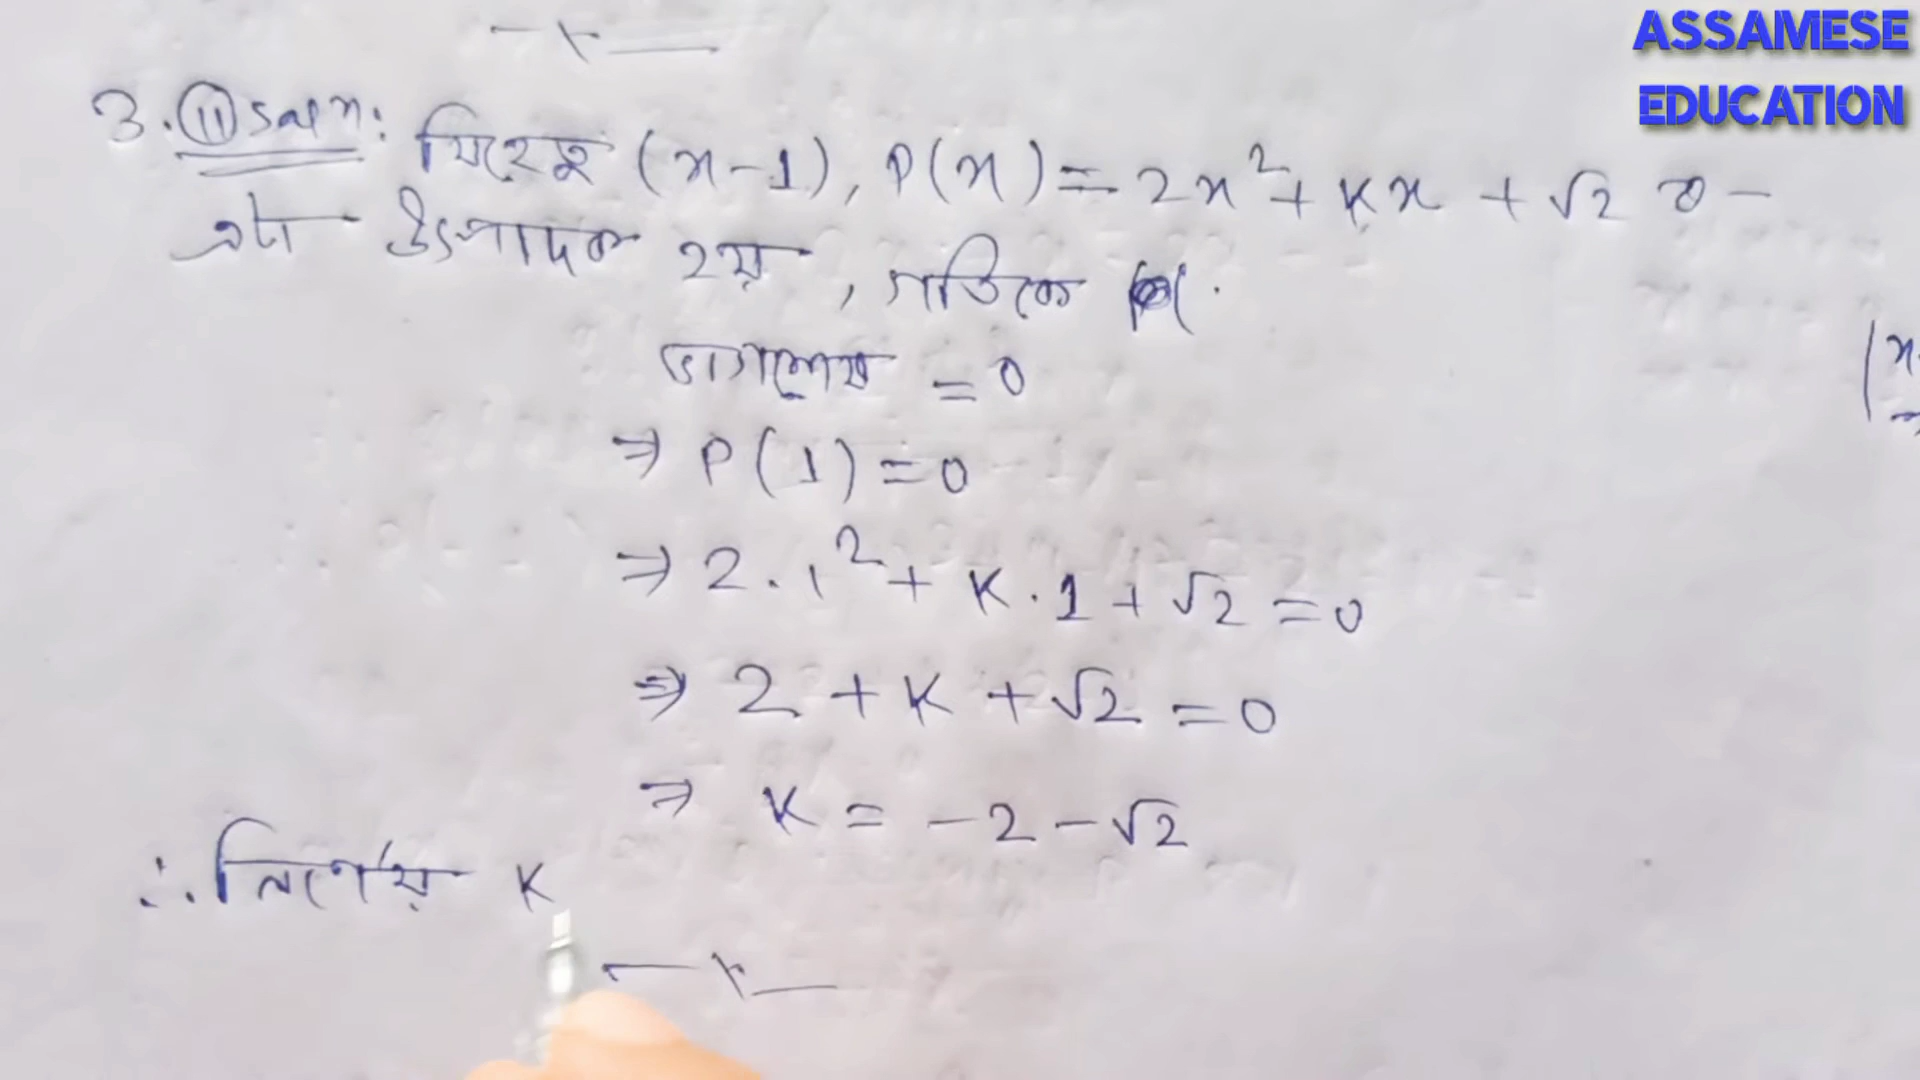 ASSAMESE
EDUCATION
3. (ii) Solⁿ: যিহেতু (x-1), P(x) = 2x² + Kx + √2 ৰ
এটা উৎপাদক হয়, গতিকে
ভাগশেষ = 0
⇒ P(1) = 0
⇒ 2.1² + K.1 + √2 = 0
⇒ 2 + K + √2 = 0
⇒ K = -2 - √2
∴ নিৰ্ণেয় K